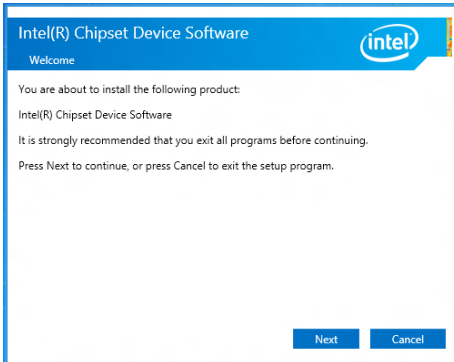 Intel(R) Chipset Device Software
intel
Welcome
You are about to install the following product:
Intel(R) Chipset Device Software
It is strongly recommended that you exit all programs before continuing.
Press Next to continue, or press Cancel to exit the setup program.
Next
Cancel